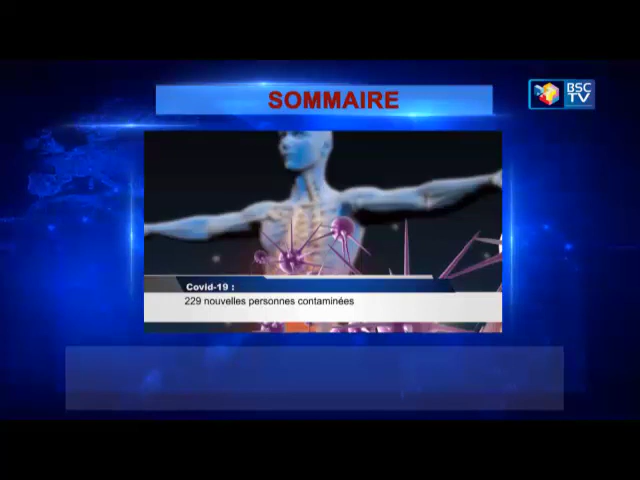 SOMMAIRE
BSC
TV
Covid-19 :
229 nouvelles personnes contaminées